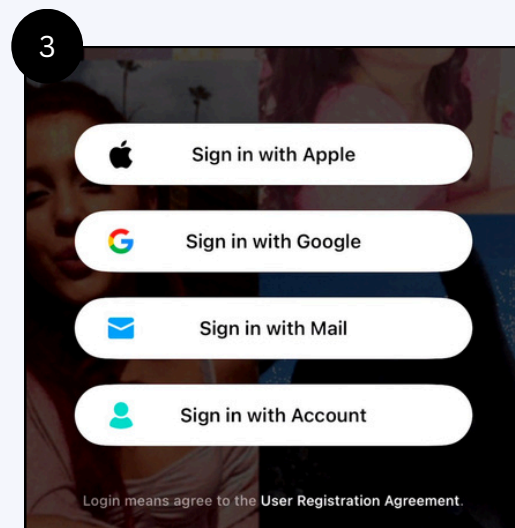 3
Sign in with Apple
Sign in with Google
Sign in with Mail
Sign in with Account
Login means agree to the User Registration Agreement.